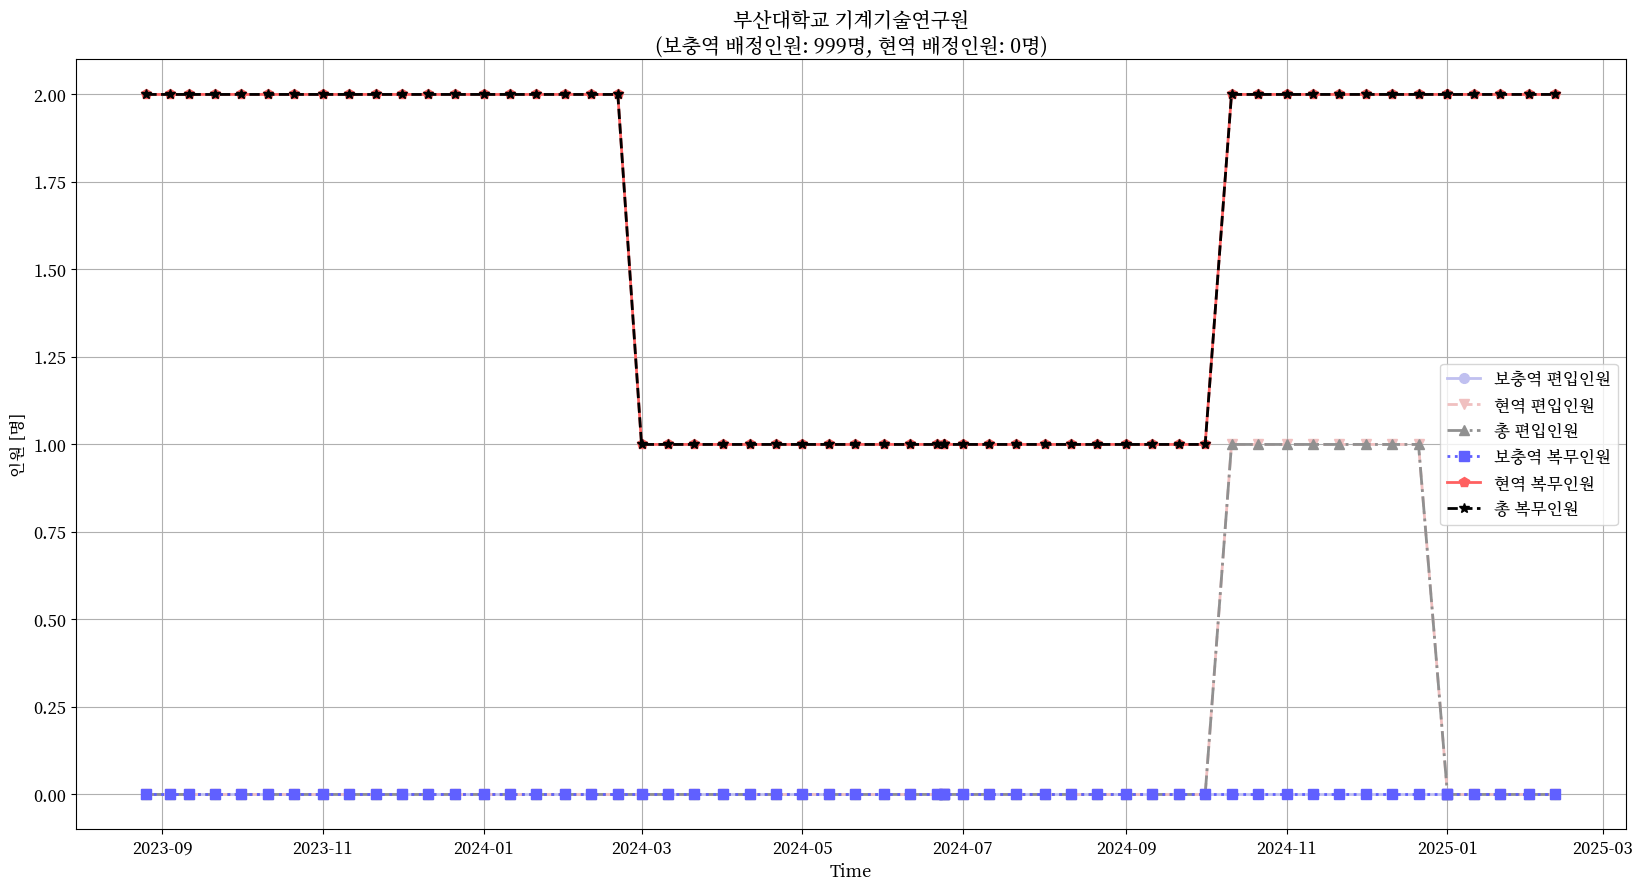 부산대학교 기계기술연구원
(보충역 배정인원: 999명, 현역 배정인원: 0명)
2.00
1.75
1.50
1.25
1.00
0.75
0.50
0.25
0.00
인원 [명]
보충역 편입인원
현역 편입인원
총 편입인원
보충역 복무인원
현역 복무인원
총 복무인원
2023-09 2023-11 2024-01 2024-03 2024-05 2024-07 2024-09 2024-11 2025-01 2025-03
Time